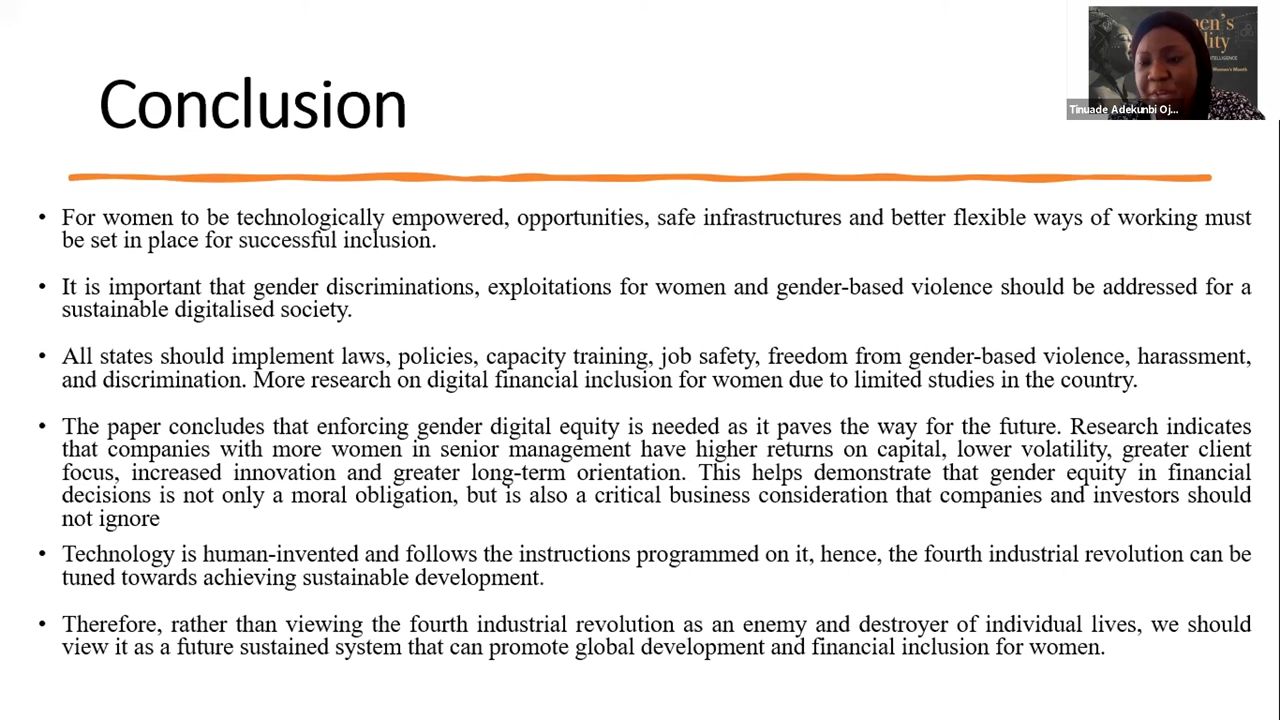 Conclusion
men's
lity
INTELLIGENCE
Women's Month
Tinuade Adekunbi Oj...
• For women to be technologically empowered, opportunities, safe infrastructures and better flexible ways of working must
be set in place for successful inclusion.
• It is important that gender discriminations, exploitations for women and gender-based violence should be addressed for a
sustainable digitalised society.
• All states should implement laws, policies, capacity training, job safety, freedom from gender-based violence, harassment,
and discrimination. More research on digital financial inclusion for women due to limited studies in the country.
• The paper concludes that enforcing gender digital equity is needed as it paves the way for the future. Research indicates
that companies with more women in senior management have higher returns on capital, lower volatility, greater client
focus, increased innovation and greater long-term orientation. This helps demonstrate that gender equity in financial
decisions is not only a moral obligation, but is also a critical business consideration that companies and investors should
not ignore
• Technology is human-invented and follows the instructions programmed on it, hence, the fourth industrial revolution can be
tuned towards achieving sustainable development.
• Therefore, rather than viewing the fourth industrial revolution as an enemy and destroyer of individual lives, we should
view it as a future sustained system that can promote global development and financial inclusion for women.